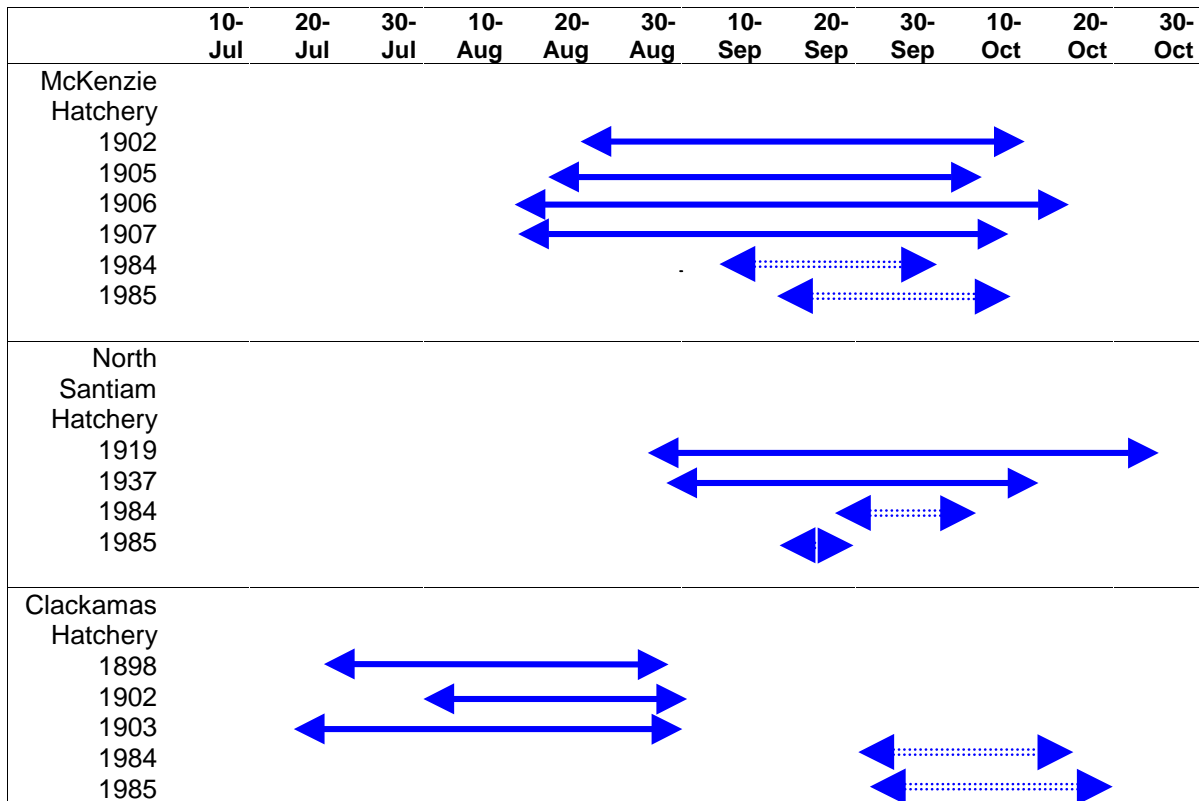 10- 20- 30- 10- 20- 30- 10- 20- 30- 10- 20- 30-
Jul Jul Jul Aug Aug Aug Sep Sep Sep Oct Oct Oct
McKenzie
Hatchery
1902
1905
1906
1907
1984
1985
North
Santiam
Hatchery
1919
1937
1984
1985
Clackamas
Hatchery
1898
1902
1903
1984
1985